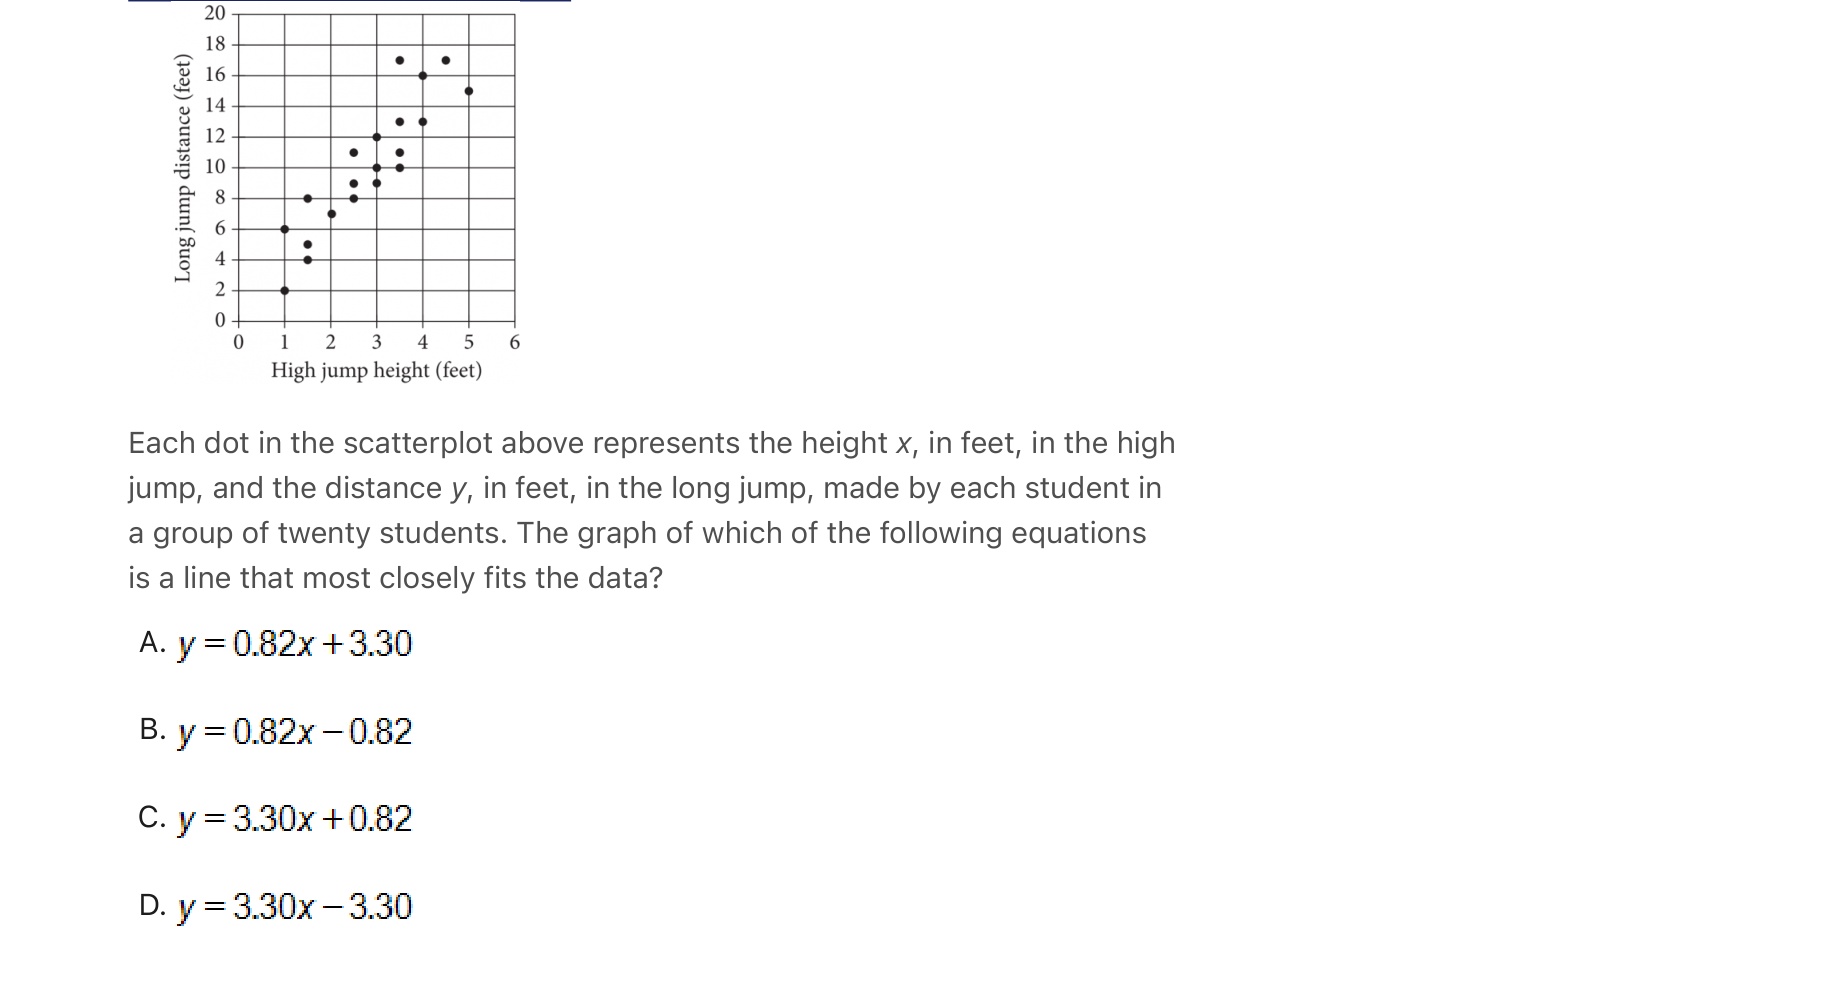 20
18
16
14
12
10
8
6
4
2
0
Long jump distance (feet)
0 1 2 3 4 5 6
High jump height (feet)
Each dot in the scatterplot above represents the height x, in feet, in the high
jump, and the distance y, in feet, in the long jump, made by each student in
a group of twenty students. The graph of which of the following equations
is a line that most closely fits the data?
A. y = 0.82x + 3.30
B. y = 0.82x − 0.82
C. y = 3.30x + 0.82
D. y = 3.30x − 3.30